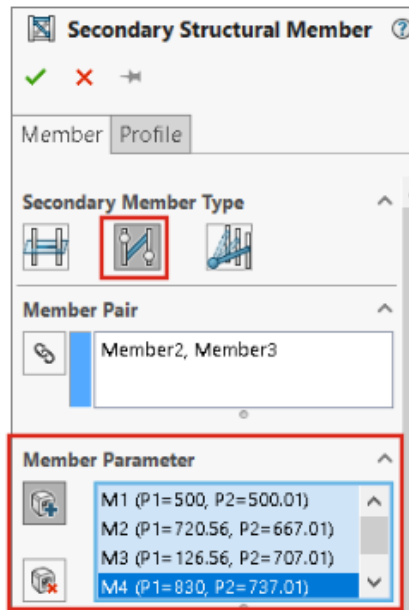 Secondary Structural Member ?
Member Profile
Secondary Member Type
Member Pair
Member2, Member3
Member Parameter
M1 (P1=500, P2=500.01)
M2 (P1=720.56, P2=667.01)
M3 (P1=126.56, P2=707.01)
M4 (P1=830, P2=737.01)